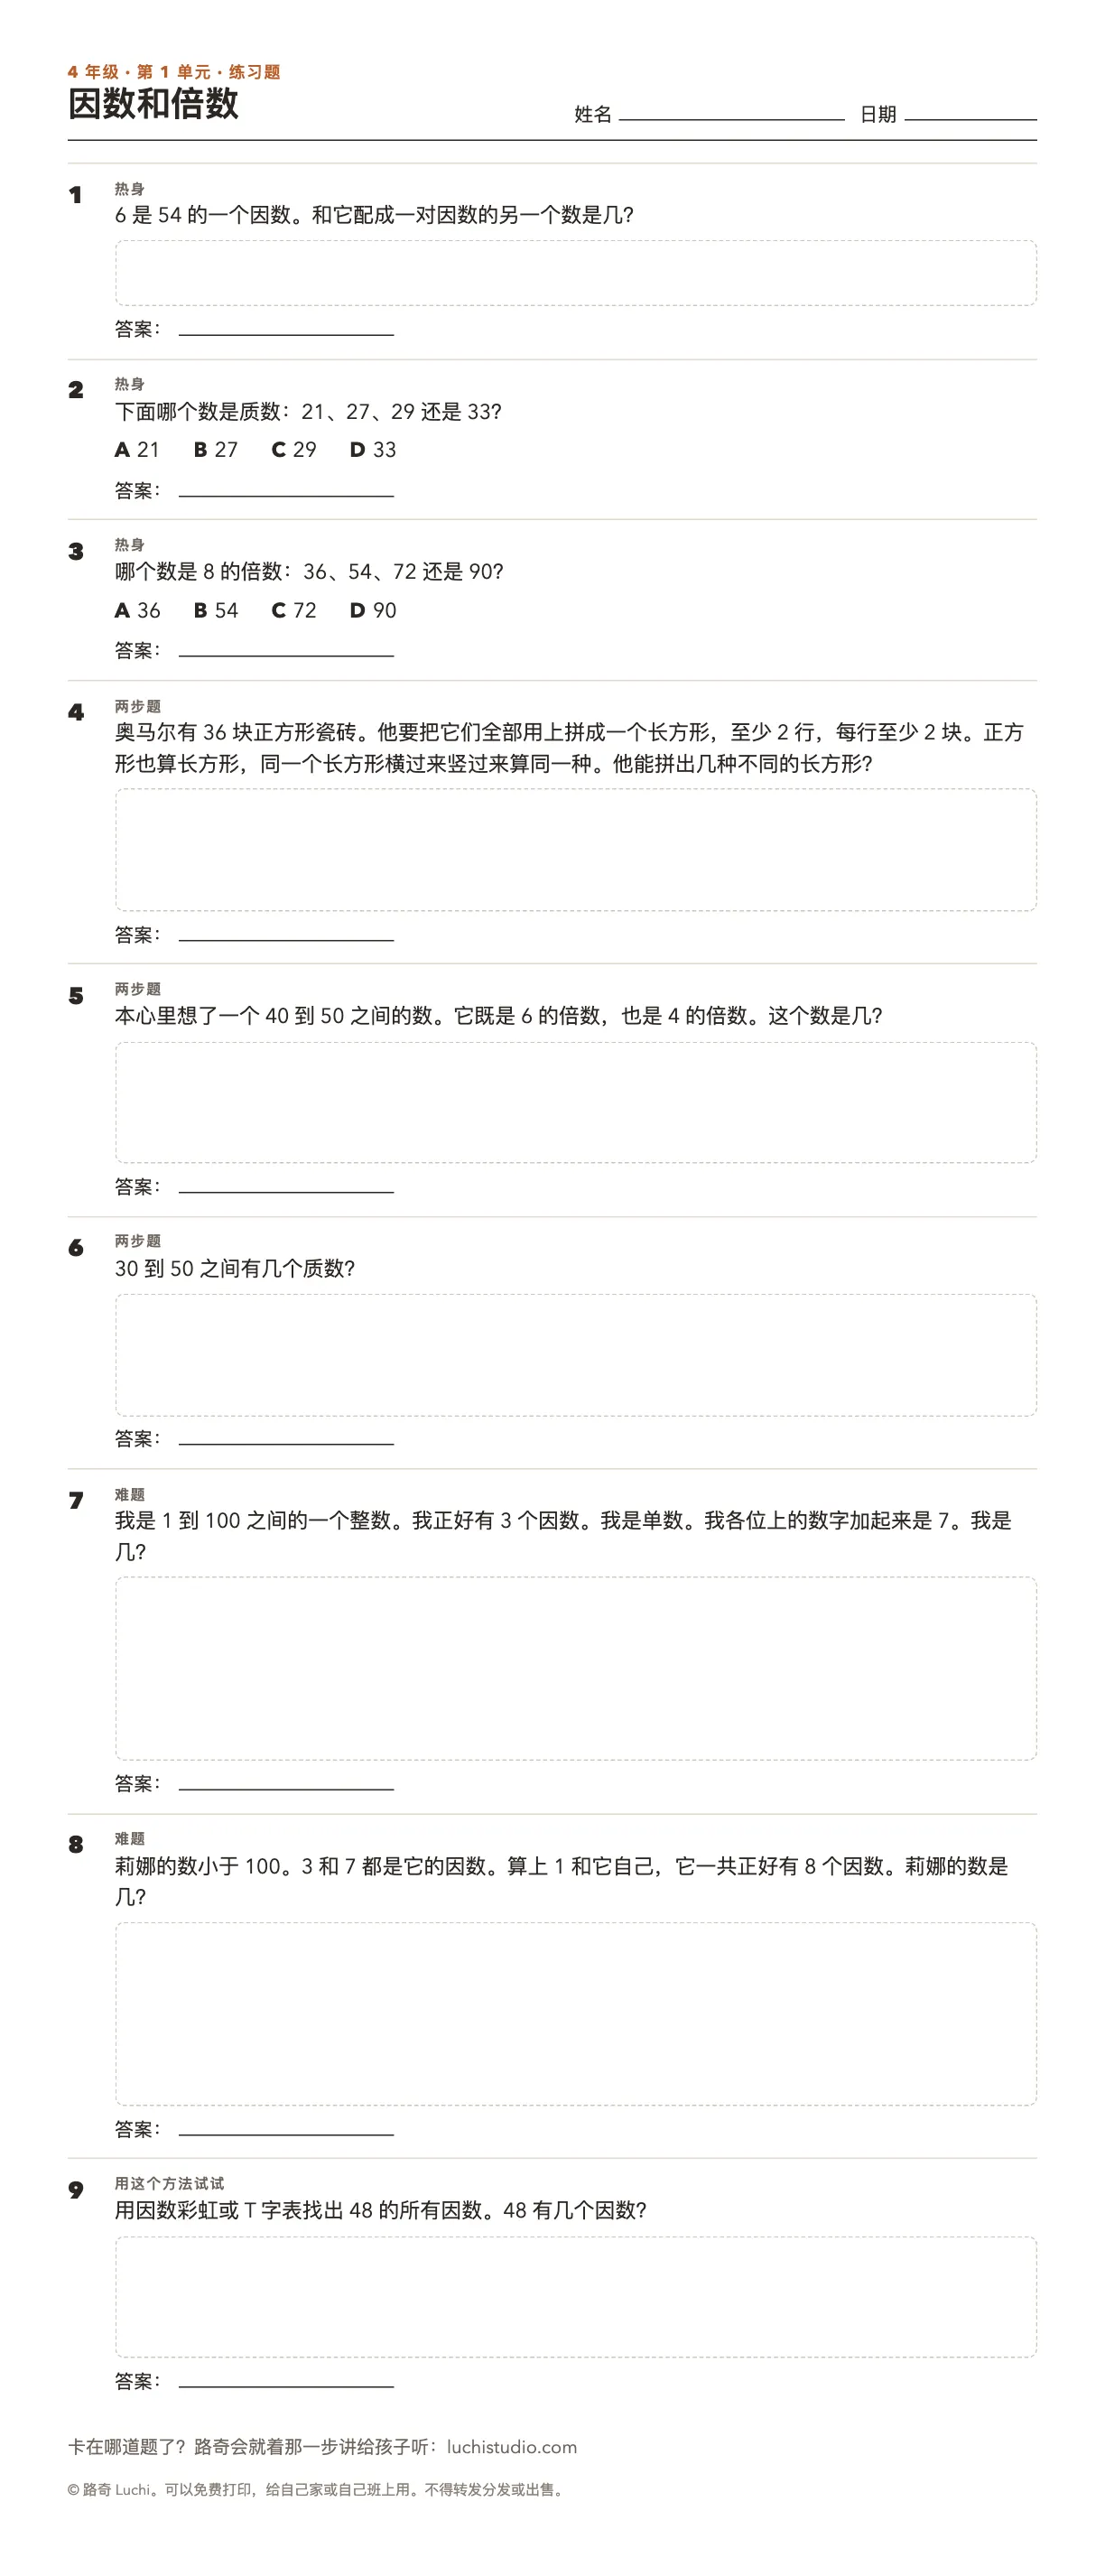 4 年级 · 第 1 单元 · 练习题
因数和倍数
姓名 日期
1 热身
6 是 54 的一个因数。和它配成一对因数的另一个数是几?
答案：
2 热身
下面哪个数是质数：21、27、29 还是 33?
A 21 B 27 C 29 D 33
答案：
3 热身
哪个数是 8 的倍数：36、54、72 还是 90?
A 36 B 54 C 72 D 90
答案：
4 两步题
奥马尔有 36 块正方形瓷砖。他要把它们全部用上拼成一个长方形，至少 2 行，每行至少 2 块。正方
形也算长方形，同一个长方形横过来竖过来算同一种。他能拼出几种不同的长方形?
答案：
5 两步题
本心里想了一个 40 到 50 之间的数。它既是 6 的倍数，也是 4 的倍数。这个数是几?
答案：
6 两步题
30 到 50 之间有几个质数?
答案：
7 难题
我是 1 到 100 之间的一个整数。我正好有 3 个因数。我是单数。我各位上的数字加起来是 7。我是
几?
答案：
8 难题
莉娜的数小于 100。3 和 7 都是它的因数。算上 1 和它自己，它一共正好有 8 个因数。莉娜的数是
几?
答案：
9 用这个方法试试
用因数彩虹或 T 字表找出 48 的所有因数。48 有几个因数?
答案：
卡在哪道题了？路奇会就着那一步讲给孩子听：luchistudio.com
© 路奇 Luchi。可以免费打印，给自己家或自己班上用。不得转发分发或出售。